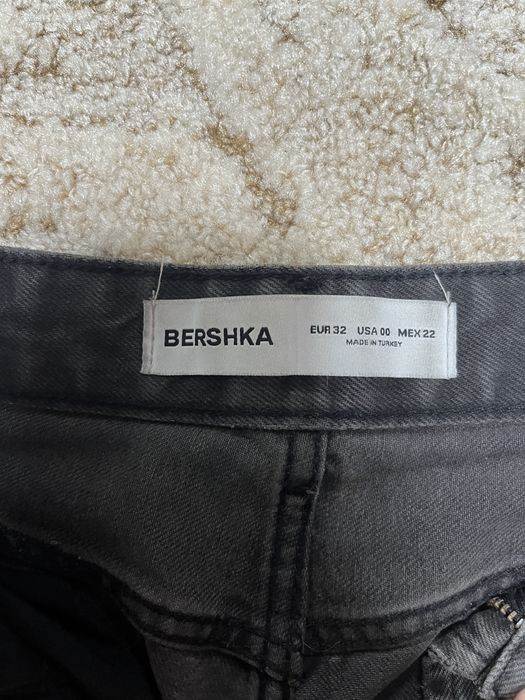 BERSHKA
EUR 32 USA 00 MEX 22
MADE IN TURKEY